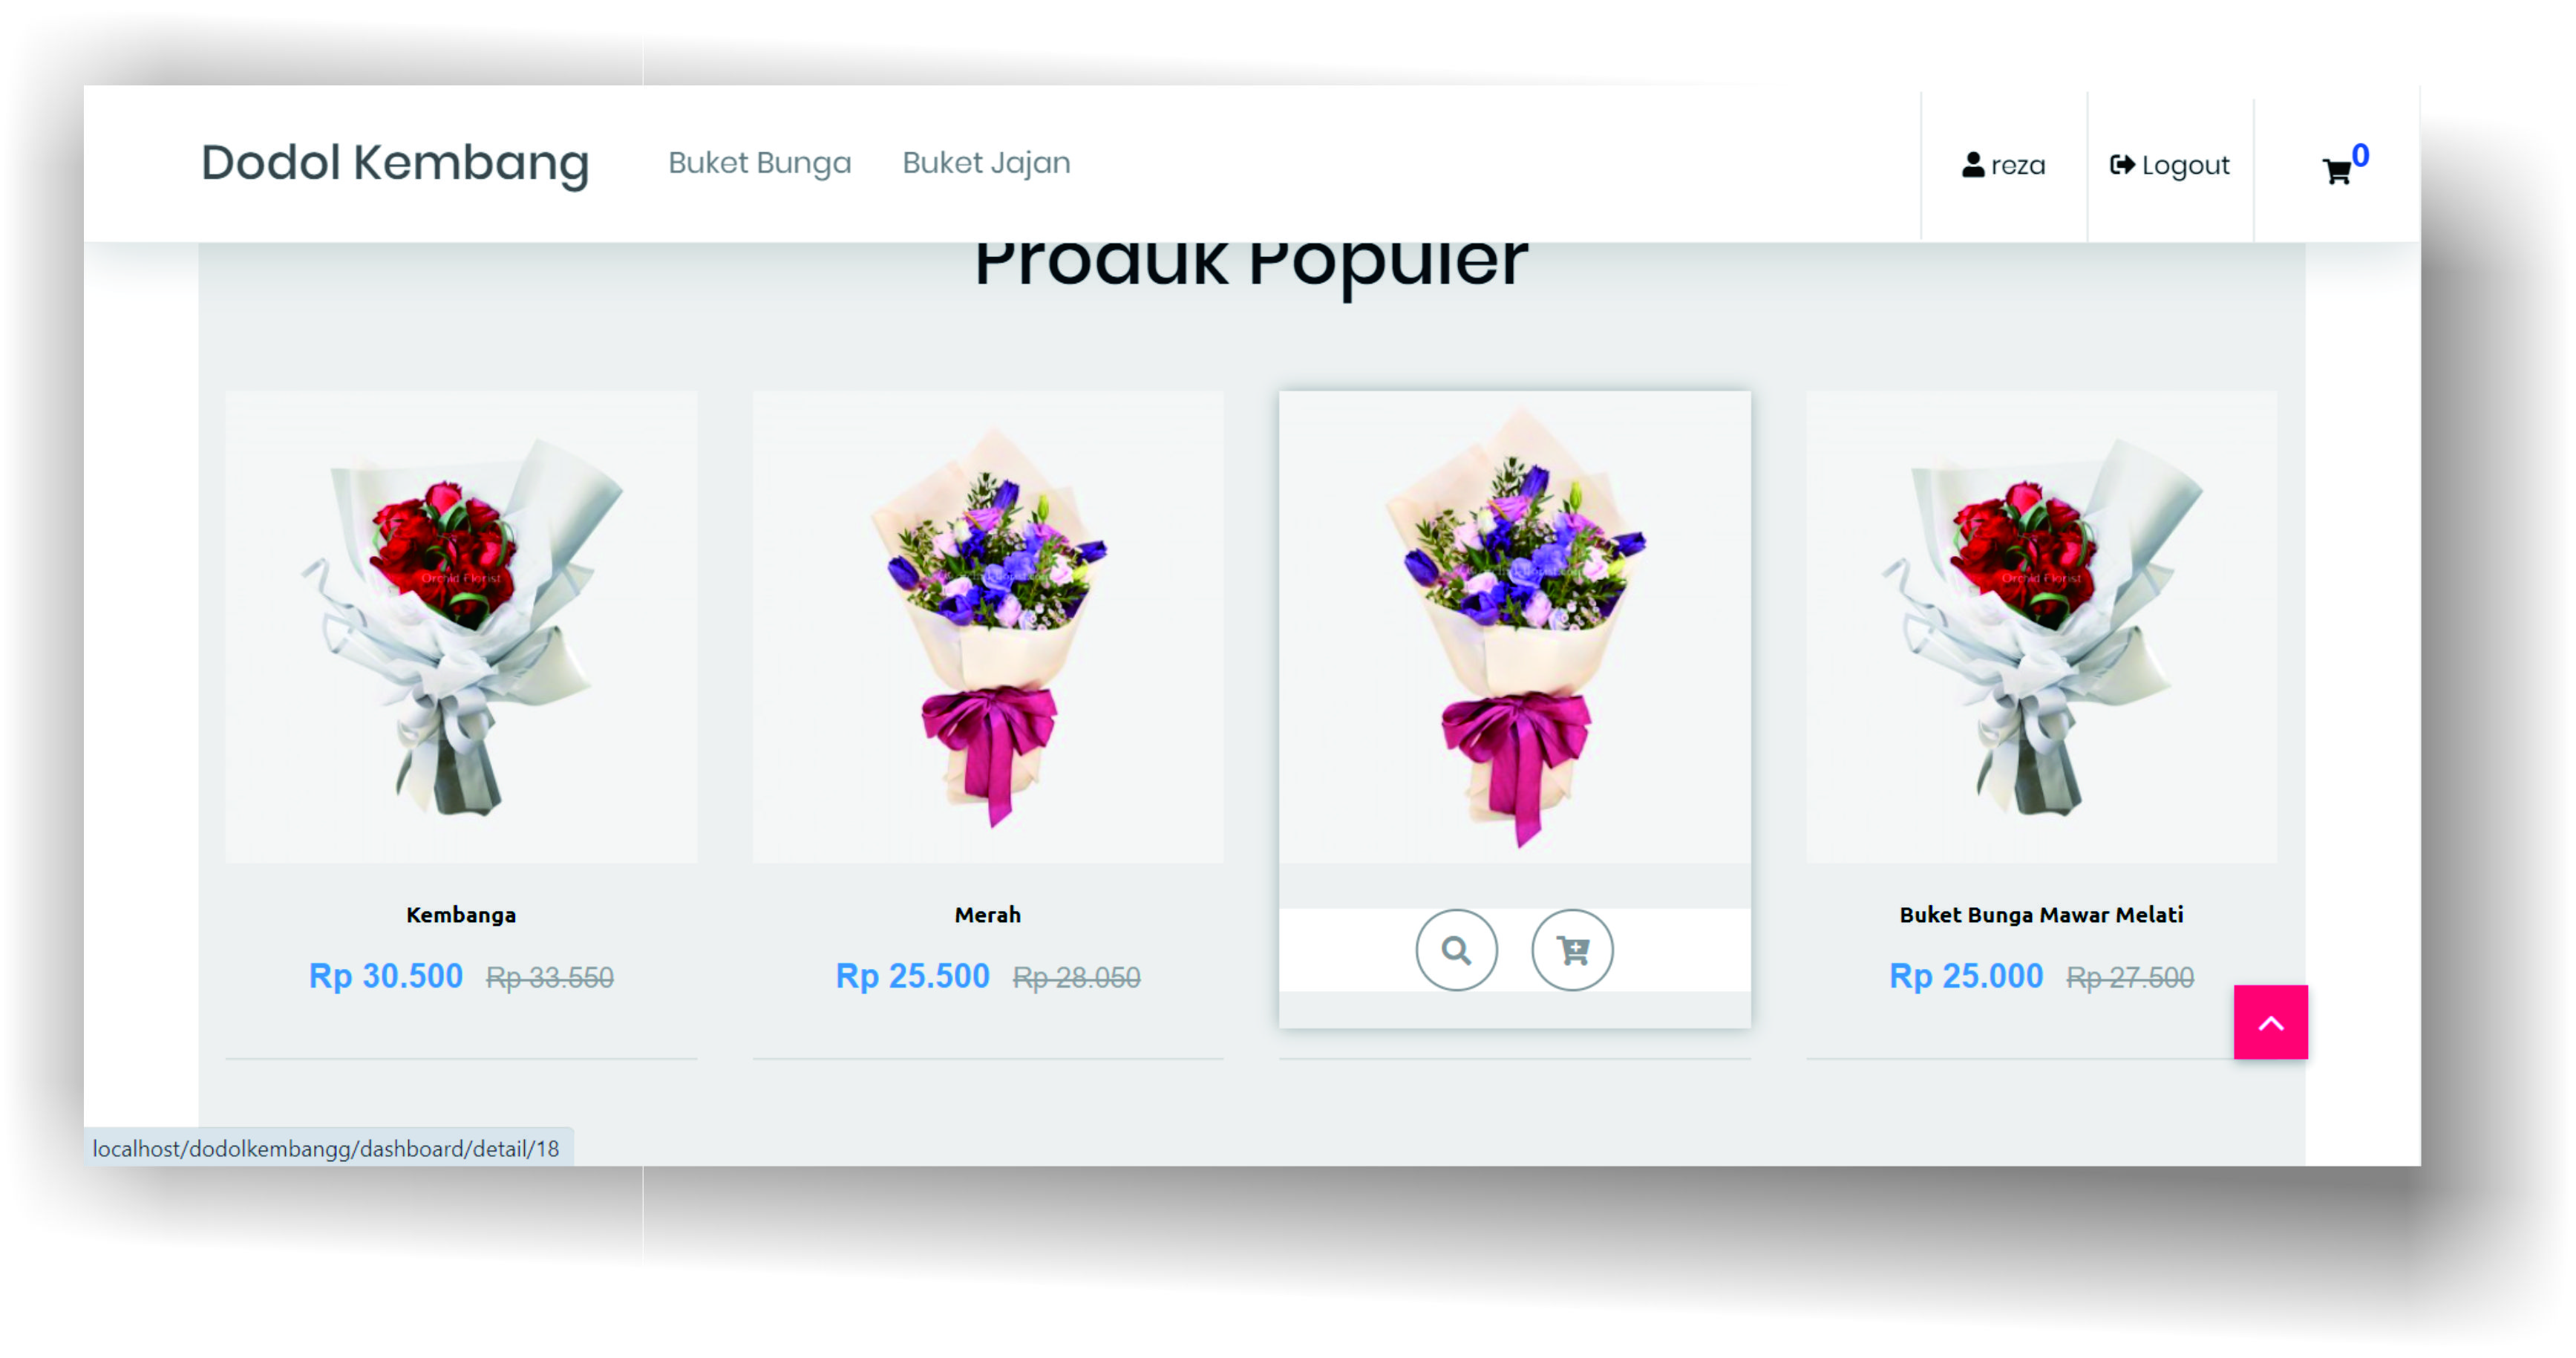 Dodol Kembang
Buket Bunga
Buket Jajan
reza
Logout
0
Produk Populer
Orchid Florist
Orchid Florist
Kembanga
Merah
Buket Bunga Mawar Melati
Rp 30.500 Rp 33.550
Rp 25.500 Rp 28.050
Rp 25.000 Rp 27.500
localhost/dodolkembangg/dashboard/detail/18